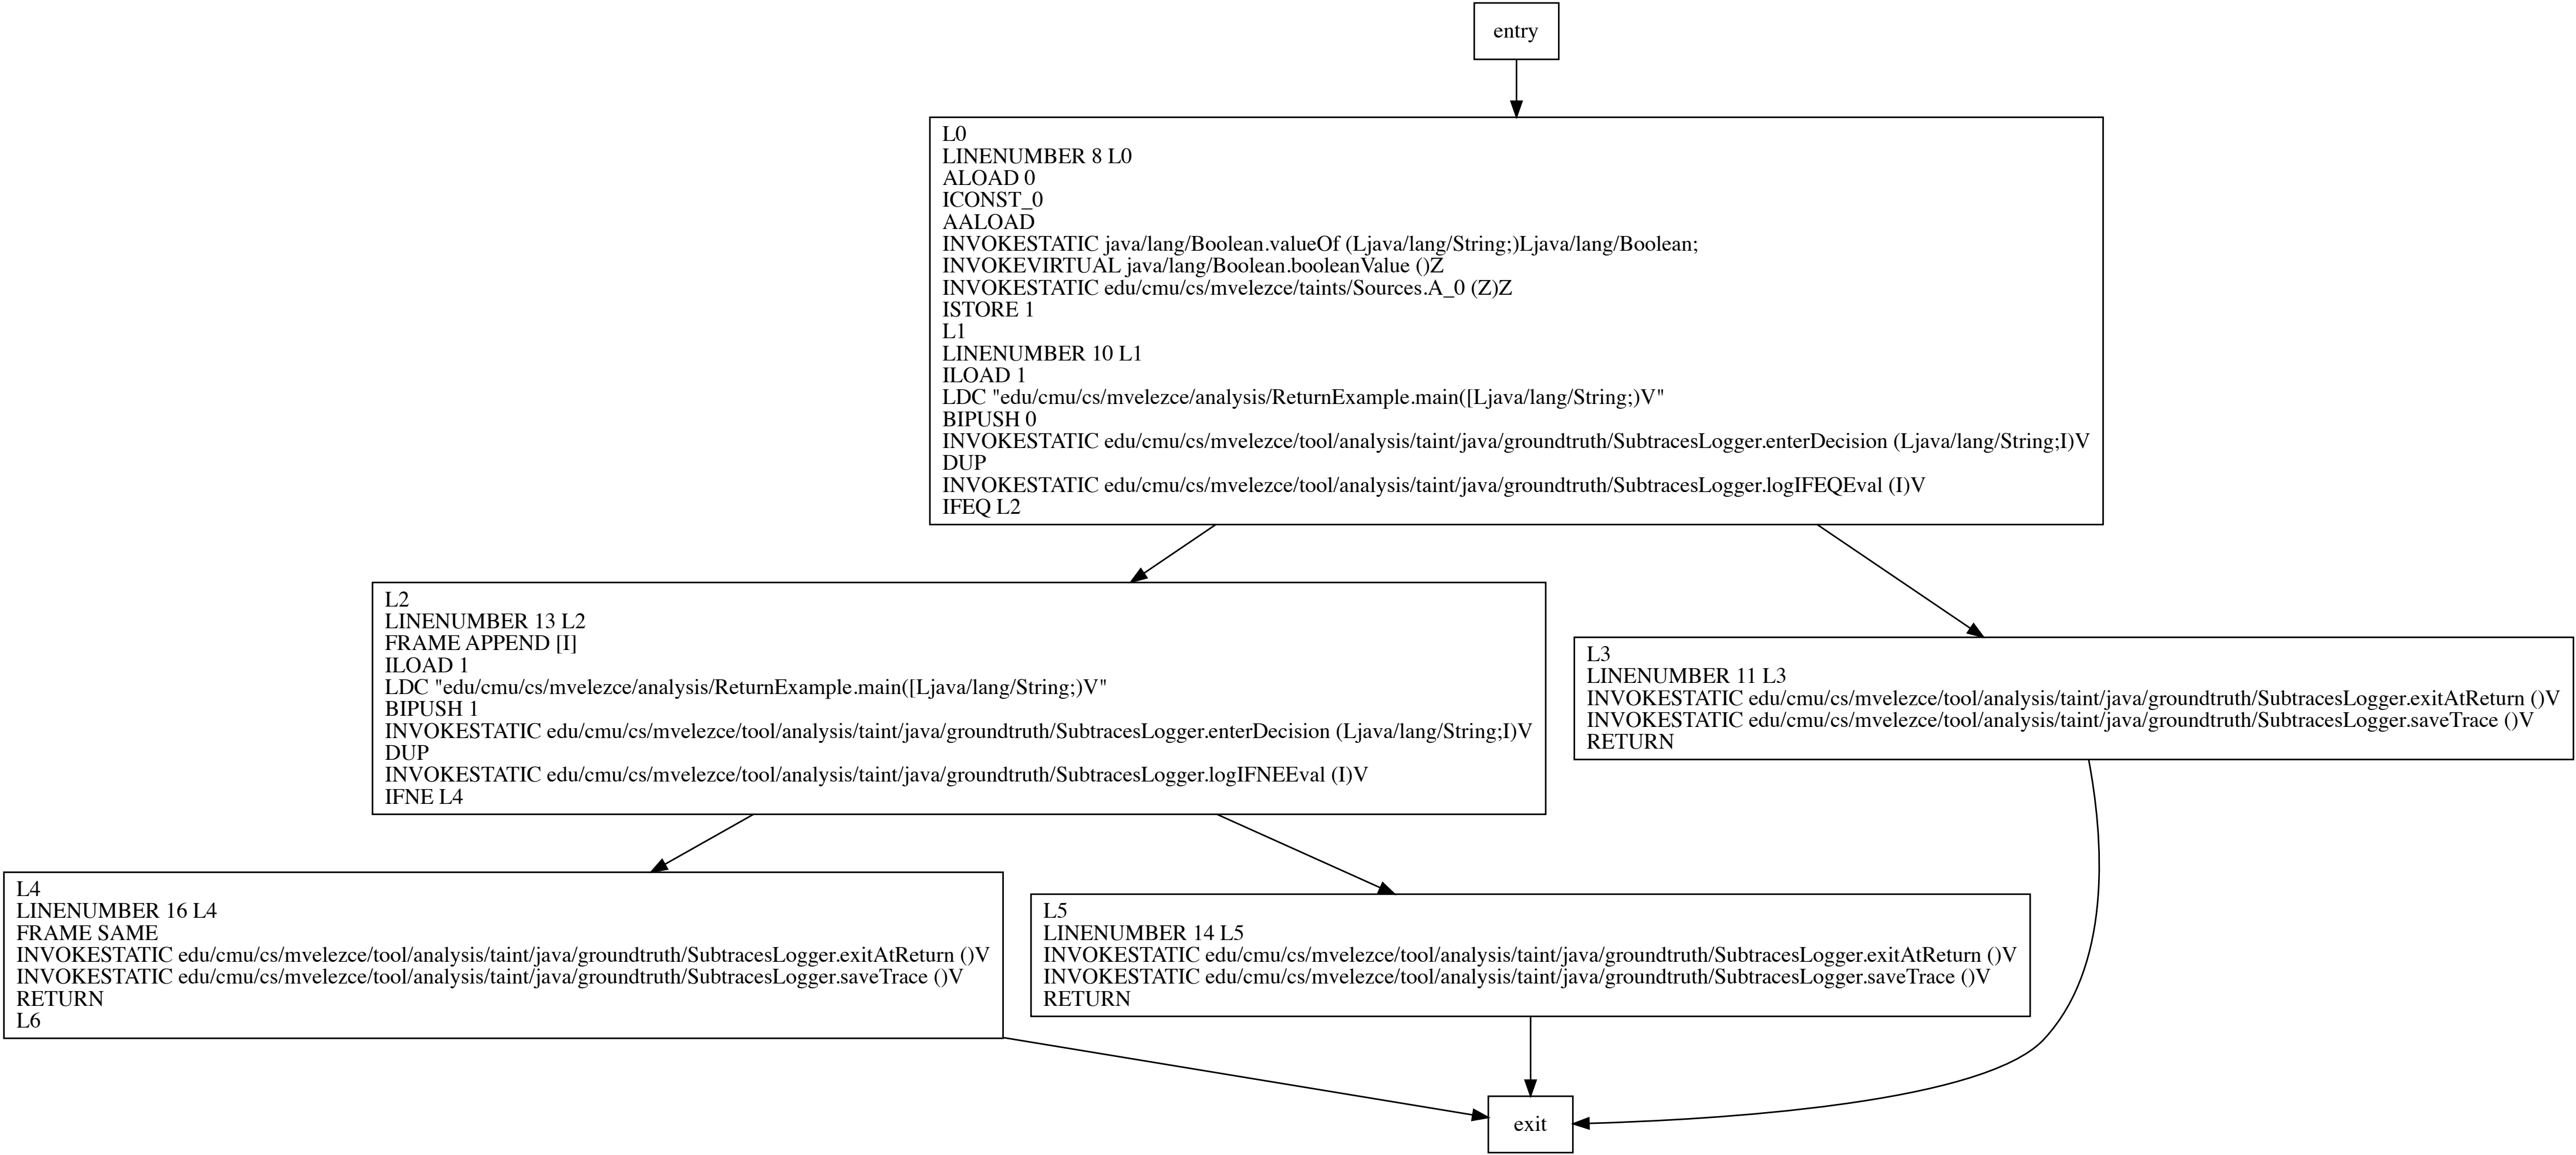 entry
L0
LINENUMBER 8 L0
ALOAD 0
ICONST_0
AALOAD
INVOKESTATIC java/lang/Boolean.valueOf (Ljava/lang/String;)Ljava/lang/Boolean;
INVOKEVIRTUAL java/lang/Boolean.booleanValue ()Z
INVOKESTATIC edu/cmu/cs/mvelezce/taints/Sources.A_0 (Z)Z
ISTORE 1
L1
LINENUMBER 10 L1
ILOAD 1
LDC "edu/cmu/cs/mvelezce/analysis/ReturnExample.main([Ljava/lang/String;)V"
BIPUSH 0
INVOKESTATIC edu/cmu/cs/mvelezce/tool/analysis/taint/java/groundtruth/SubtracesLogger.enterDecision (Ljava/lang/String;I)V
DUP
INVOKESTATIC edu/cmu/cs/mvelezce/tool/analysis/taint/java/groundtruth/SubtracesLogger.logIFEQEval (I)V
IFEQ L2
L2
LINENUMBER 13 L2
FRAME APPEND [I]
ILOAD 1
LDC "edu/cmu/cs/mvelezce/analysis/ReturnExample.main([Ljava/lang/String;)V"
BIPUSH 1
INVOKESTATIC edu/cmu/cs/mvelezce/tool/analysis/taint/java/groundtruth/SubtracesLogger.enterDecision (Ljava/lang/String;I)V
DUP
INVOKESTATIC edu/cmu/cs/mvelezce/tool/analysis/taint/java/groundtruth/SubtracesLogger.logIFNEEval (I)V
IFNE L4
L3
LINENUMBER 11 L3
INVOKESTATIC edu/cmu/cs/mvelezce/tool/analysis/taint/java/groundtruth/SubtracesLogger.exitAtReturn ()V
INVOKESTATIC edu/cmu/cs/mvelezce/tool/analysis/taint/java/groundtruth/SubtracesLogger.saveTrace ()V
RETURN
L4
LINENUMBER 16 L4
FRAME SAME
INVOKESTATIC edu/cmu/cs/mvelezce/tool/analysis/taint/java/groundtruth/SubtracesLogger.exitAtReturn ()V
INVOKESTATIC edu/cmu/cs/mvelezce/tool/analysis/taint/java/groundtruth/SubtracesLogger.saveTrace ()V
RETURN
L6
L5
LINENUMBER 14 L5
INVOKESTATIC edu/cmu/cs/mvelezce/tool/analysis/taint/java/groundtruth/SubtracesLogger.exitAtReturn ()V
INVOKESTATIC edu/cmu/cs/mvelezce/tool/analysis/taint/java/groundtruth/SubtracesLogger.saveTrace ()V
RETURN
exit